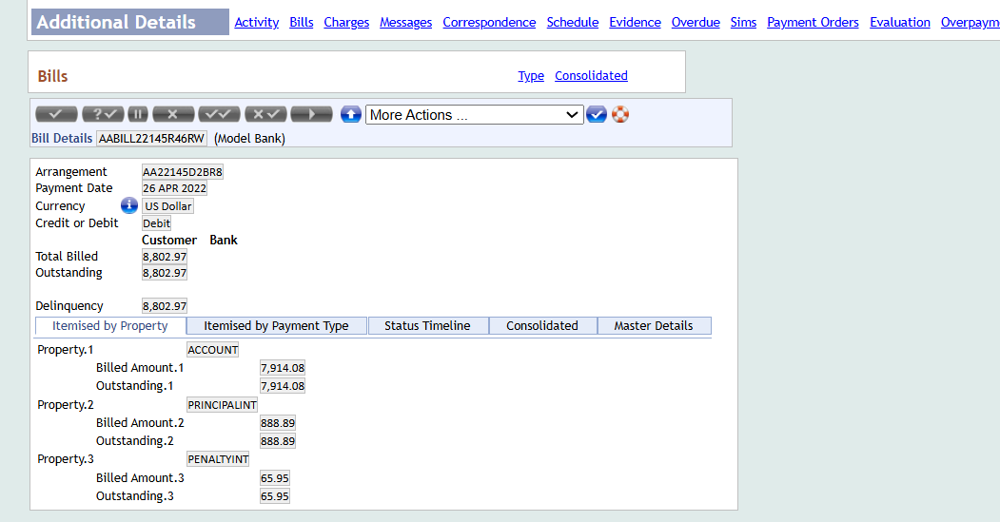 Additional Details Activity Bills Charges Messages Correspondence Schedule Evidence Overdue Sims Payment Orders Evaluation
Bills Type Consolidated
More Actions ...
Bill Details AABILL22145R46RW (Model Bank)
Arrangement AA22145D2BR8
Payment Date 26 APR 2022
Currency US Dollar
Credit or Debit Debit
Customer Bank
Total Billed 8,802.97
Outstanding 8,802.97
Delinquency 8,802.97
Itemised by Property Itemised by Payment Type Status Timeline Consolidated Master Details
Property.1 ACCOUNT
Billed Amount.1 7,914.08
Outstanding.1 7,914.08
Property.2 PRINCIPALINT
Billed Amount.2 888.89
Outstanding.2 888.89
Property.3 PENALTYINT
Billed Amount.3 65.95
Outstanding.3 65.95